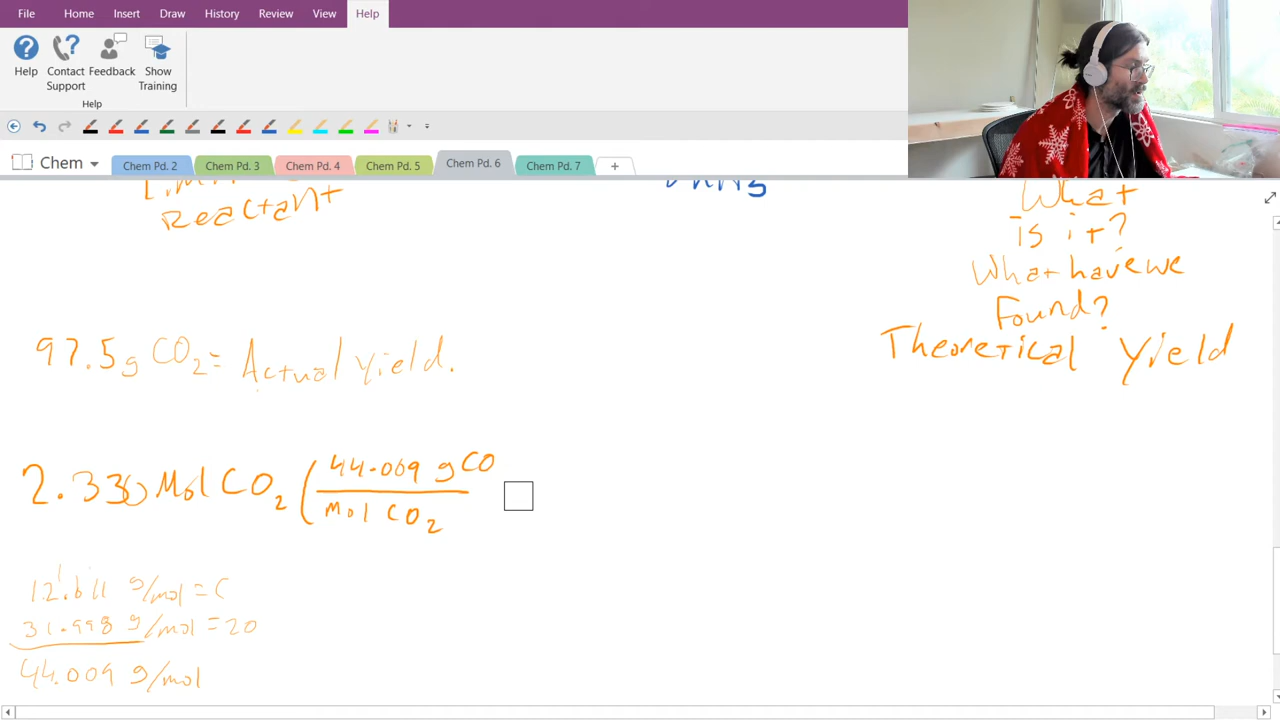 File Home Insert Draw History Review View Help
Help Contact Support Feedback Show Training
Help
Chem Chem Pd. 2 Chem Pd. 3 Chem Pd. 4 Chem Pd. 5 Chem Pd. 6 Chem Pd. 7 +
Reactant
What
is it?
What have we
Found?
Theoretical Yield
97.5g CO2 = Actual yield.
2.330 Mol CO2 ( 44.009 g CO
Mol CO2
12.011 g/mol = C
31.998 g/mol = 2O
44.009 g/mol